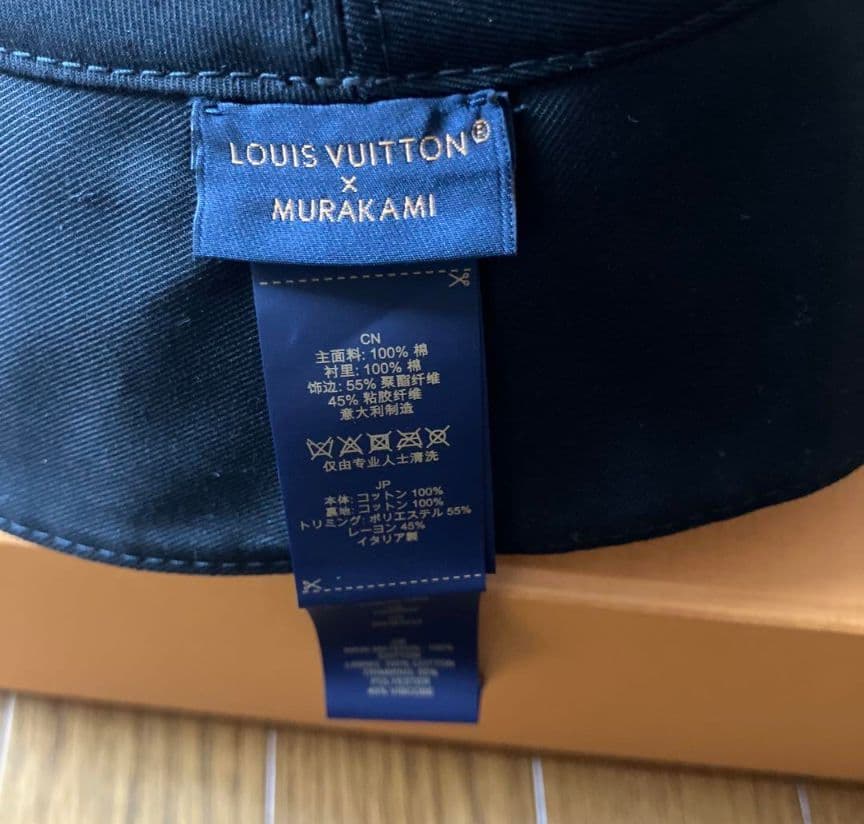 LOUIS VUITTON®
×
MURAKAMI
CN
主面料: 100% 棉
衬里: 100% 棉
饰边: 55% 聚酯纤维
45% 粘胶纤维
意大利制造
仅由专业人士清洗
JP
本体: コットン 100%
裏地: コットン 100%
トリミング: ポリエステル 55%
レーヨン 45%
イタリア製